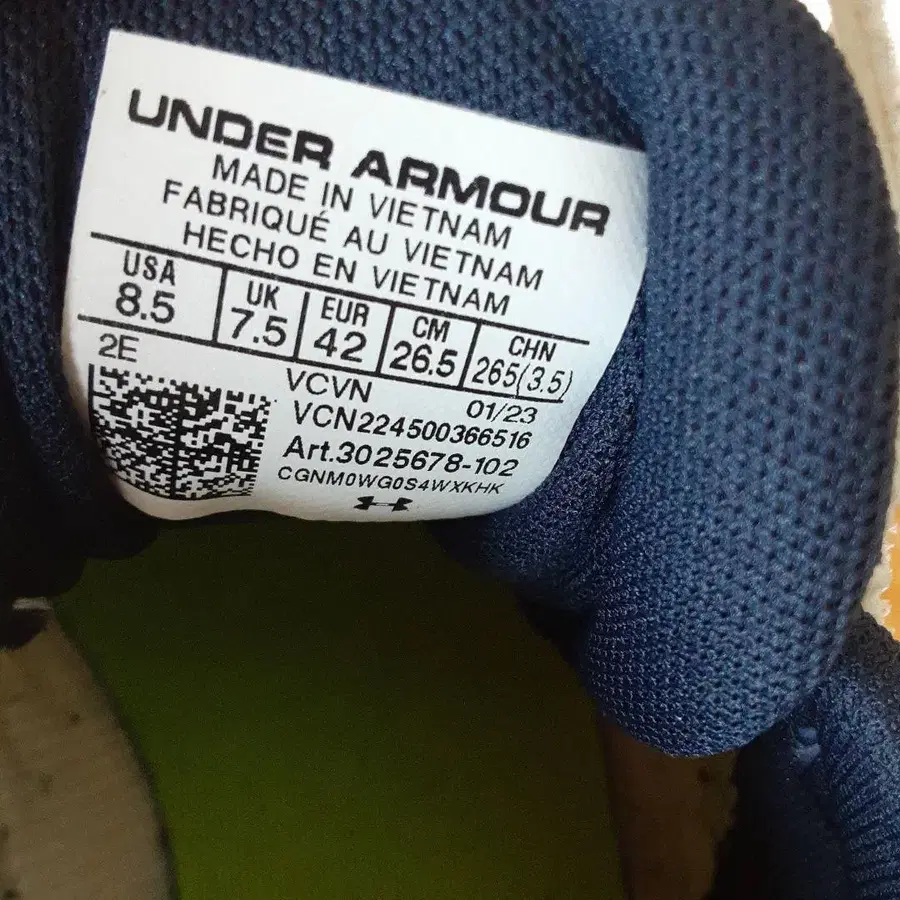 UNDER ARMOUR
MADE IN VIETNAM
FABRIQUÉ AU VIETNAM
HECHO EN VIETNAM
USA UK EUR CM CHN
8.5 7.5 42 26.5 265(3.5)
2E VCVN 01/23
VCN224500366516
Art.3025678-102
CGNM0WG0S4WXKHK